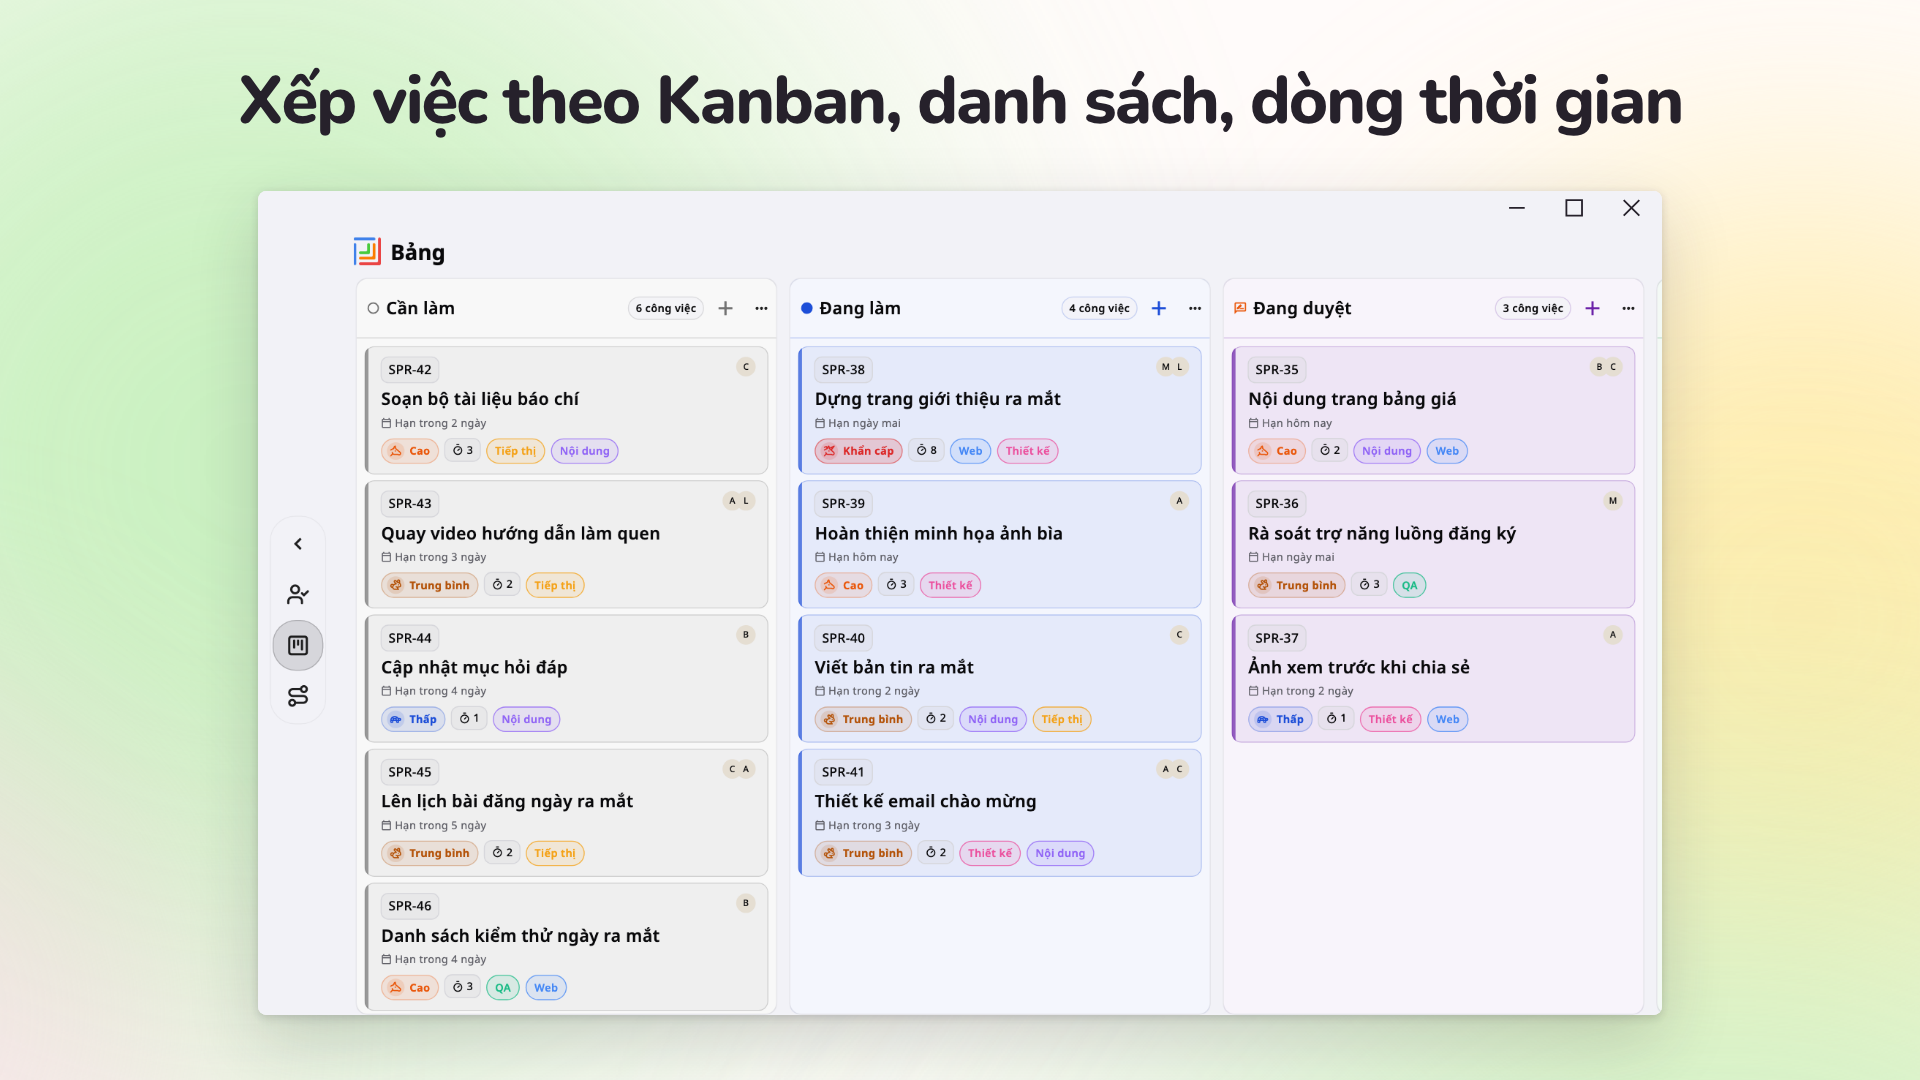 Xếp việc theo Kanban, danh sách, dòng thời gian
Bảng
Cần làm
6 công việc
SPR-42
C
Soạn bộ tài liệu báo chí
Hạn trong 2 ngày
Cao 3 Tiếp thị Nội dung
SPR-43
A L
Quay video hướng dẫn làm quen
Hạn trong 3 ngày
Trung bình 2 Tiếp thị
SPR-44
B
Cập nhật mục hỏi đáp
Hạn trong 4 ngày
Thấp 1 Nội dung
SPR-45
C A
Lên lịch bài đăng ngày ra mắt
Hạn trong 5 ngày
Trung bình 2 Tiếp thị
SPR-46
B
Danh sách kiểm thử ngày ra mắt
Hạn trong 4 ngày
Cao 3 QA Web
Đang làm
4 công việc
SPR-38
M L
Dựng trang giới thiệu ra mắt
Hạn ngày mai
Khẩn cấp 8 Web Thiết kế
SPR-39
A
Hoàn thiện minh họa ảnh bìa
Hạn hôm nay
Cao 3 Thiết kế
SPR-40
C
Viết bản tin ra mắt
Hạn trong 2 ngày
Trung bình 2 Nội dung Tiếp thị
SPR-41
A C
Thiết kế email chào mừng
Hạn trong 3 ngày
Trung bình 2 Thiết kế Nội dung
Đang duyệt
3 công việc
SPR-35
B C
Nội dung trang bảng giá
Hạn hôm nay
Cao 2 Nội dung Web
SPR-36
M
Rà soát trợ năng luồng đăng ký
Hạn ngày mai
Trung bình 3 QA
SPR-37
A
Ảnh xem trước khi chia sẻ
Hạn trong 2 ngày
Thấp 1 Thiết kế Web